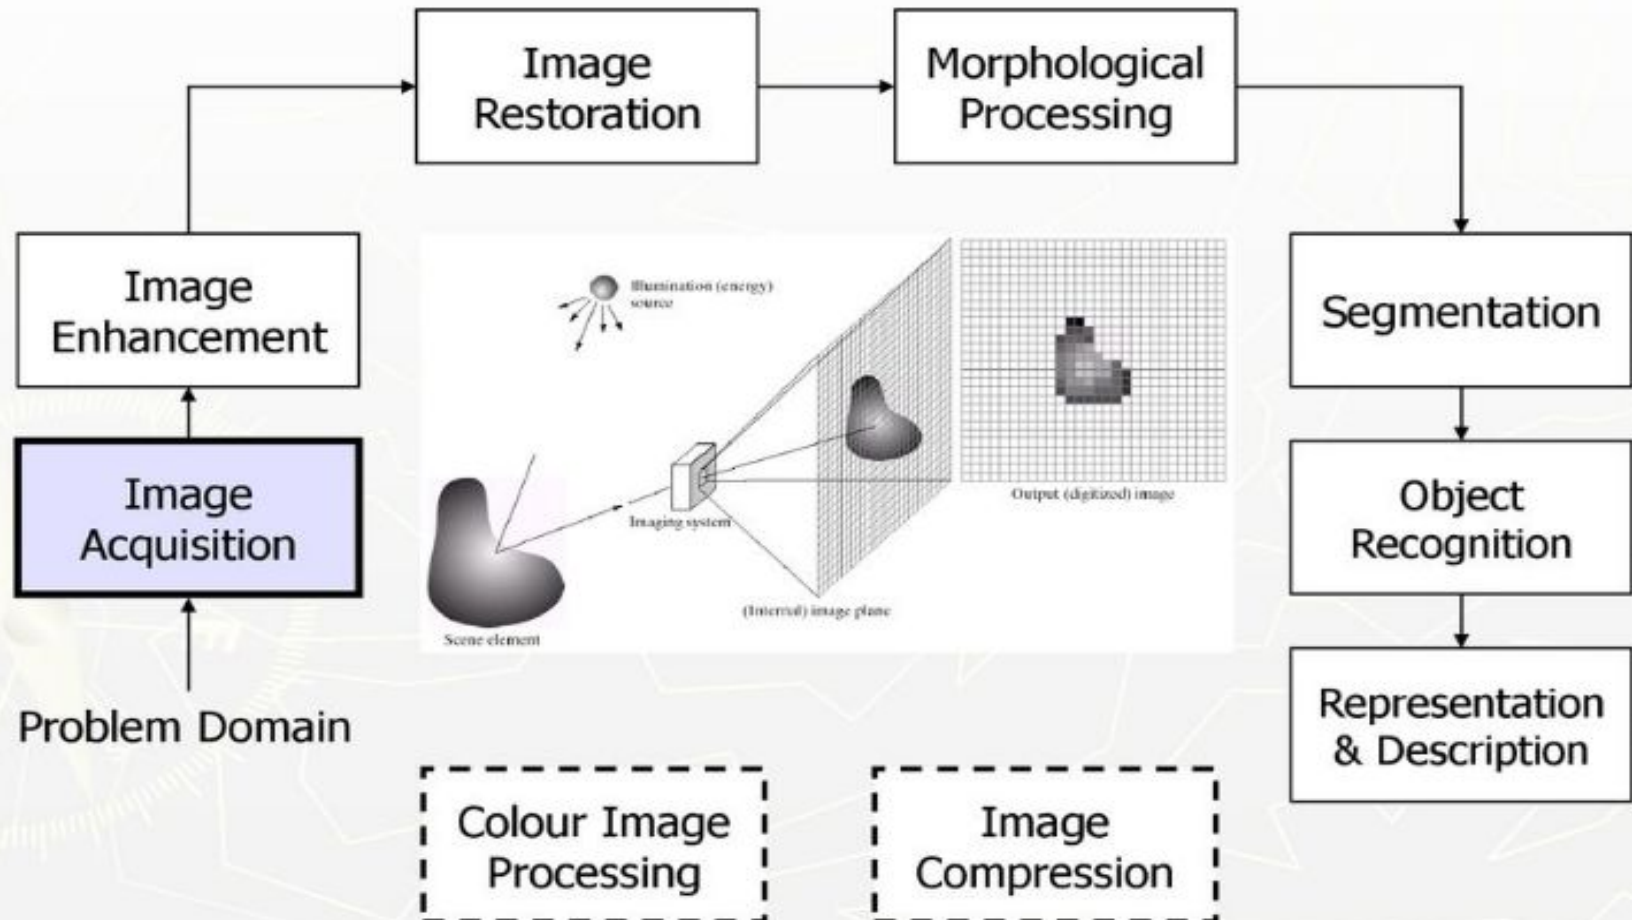 Image
Restoration
Morphological
Processing
Image
Enhancement
Segmentation
Illumination (energy)
source
Output (digitized) image
Imaging system
Image
Acquisition
Object
Recognition
(Internal) image plane
Scene element
Problem Domain
Representation
& Description
Colour Image
Processing
Image
Compression